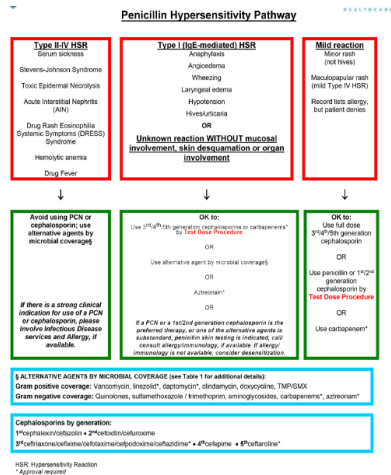 HEALTHCARE
Penicillin Hypersensitivity Pathway
Type II-IV HSR
Serum sickness
Stevens-Johnson Syndrome
Toxic Epidermal Necrolysis
Acute Interstitial Nephritis
(AIN)
Drug Rash Eosinophilia
Systemic Symptoms (DRESS)
Syndrome
Hemolytic anemia
Drug Fever
Type I (IgE-mediated) HSR
Anaphylaxis
Angioedema
Wheezing
Laryngeal edema
Hypotension
Hives/urticaria
OR
Unknown reaction WITHOUT mucosal
involvement, skin desquamation or organ
involvement
Mild reaction
Minor rash
(not hives)
Maculopapular rash
(mild Type IV HSR)
Record lists allergy,
but patient denies
↓ ↓ ↓
Avoid using PCN or
cephalosporin; use
alternative agents by
microbial coverage§
If there is a strong clinical
indication for use of a PCN
or cephalosporin, please
involve Infectious Disease
services and Allergy, if
available.
OK to:
Use 3rd/4th/5th generation cephalosporins or carbapenems*
by Test Dose Procedure
OR
Use alternative agent by microbial coverage§
OR
Aztreonam*
OR
If a PCN or a 1st/2nd generation cephalosporin is the
preferred therapy, or one of the alternative agents is
substandard, penicillin skin testing is indicated, call/
consult allergy/immunology, if available. If allergy/
immunology is not available, consider desensitization.
OK to:
Use full dose
3rd/4th/5th generation
cephalosporin
OR
Use penicillin or 1st/2nd
generation
cephalosporin by
Test Dose Procedure
OR
Use carbapenem*
§ ALTERNATIVE AGENTS BY MICROBIAL COVERAGE (see Table 1 for additional details):
Gram positive coverage: Vancomycin, linezolid*, daptomycin*, clindamycin, doxycycline, TMP/SMX
Gram negative coverage: Quinolones, sulfamethoxazole / trimethoprim, aminoglycosides, carbapenems*, aztreonam*
Cephalosporins by generation:
1st cephalexin/cefazolin • 2nd cefoxitin/cefuroxime
3rd ceftriaxone/cefixime/cefotaxime/cefpodoxime/ceftazidime* • 4th cefepime • 5th ceftaroline*
HSR: Hypersensitivity Reaction
* Approval required